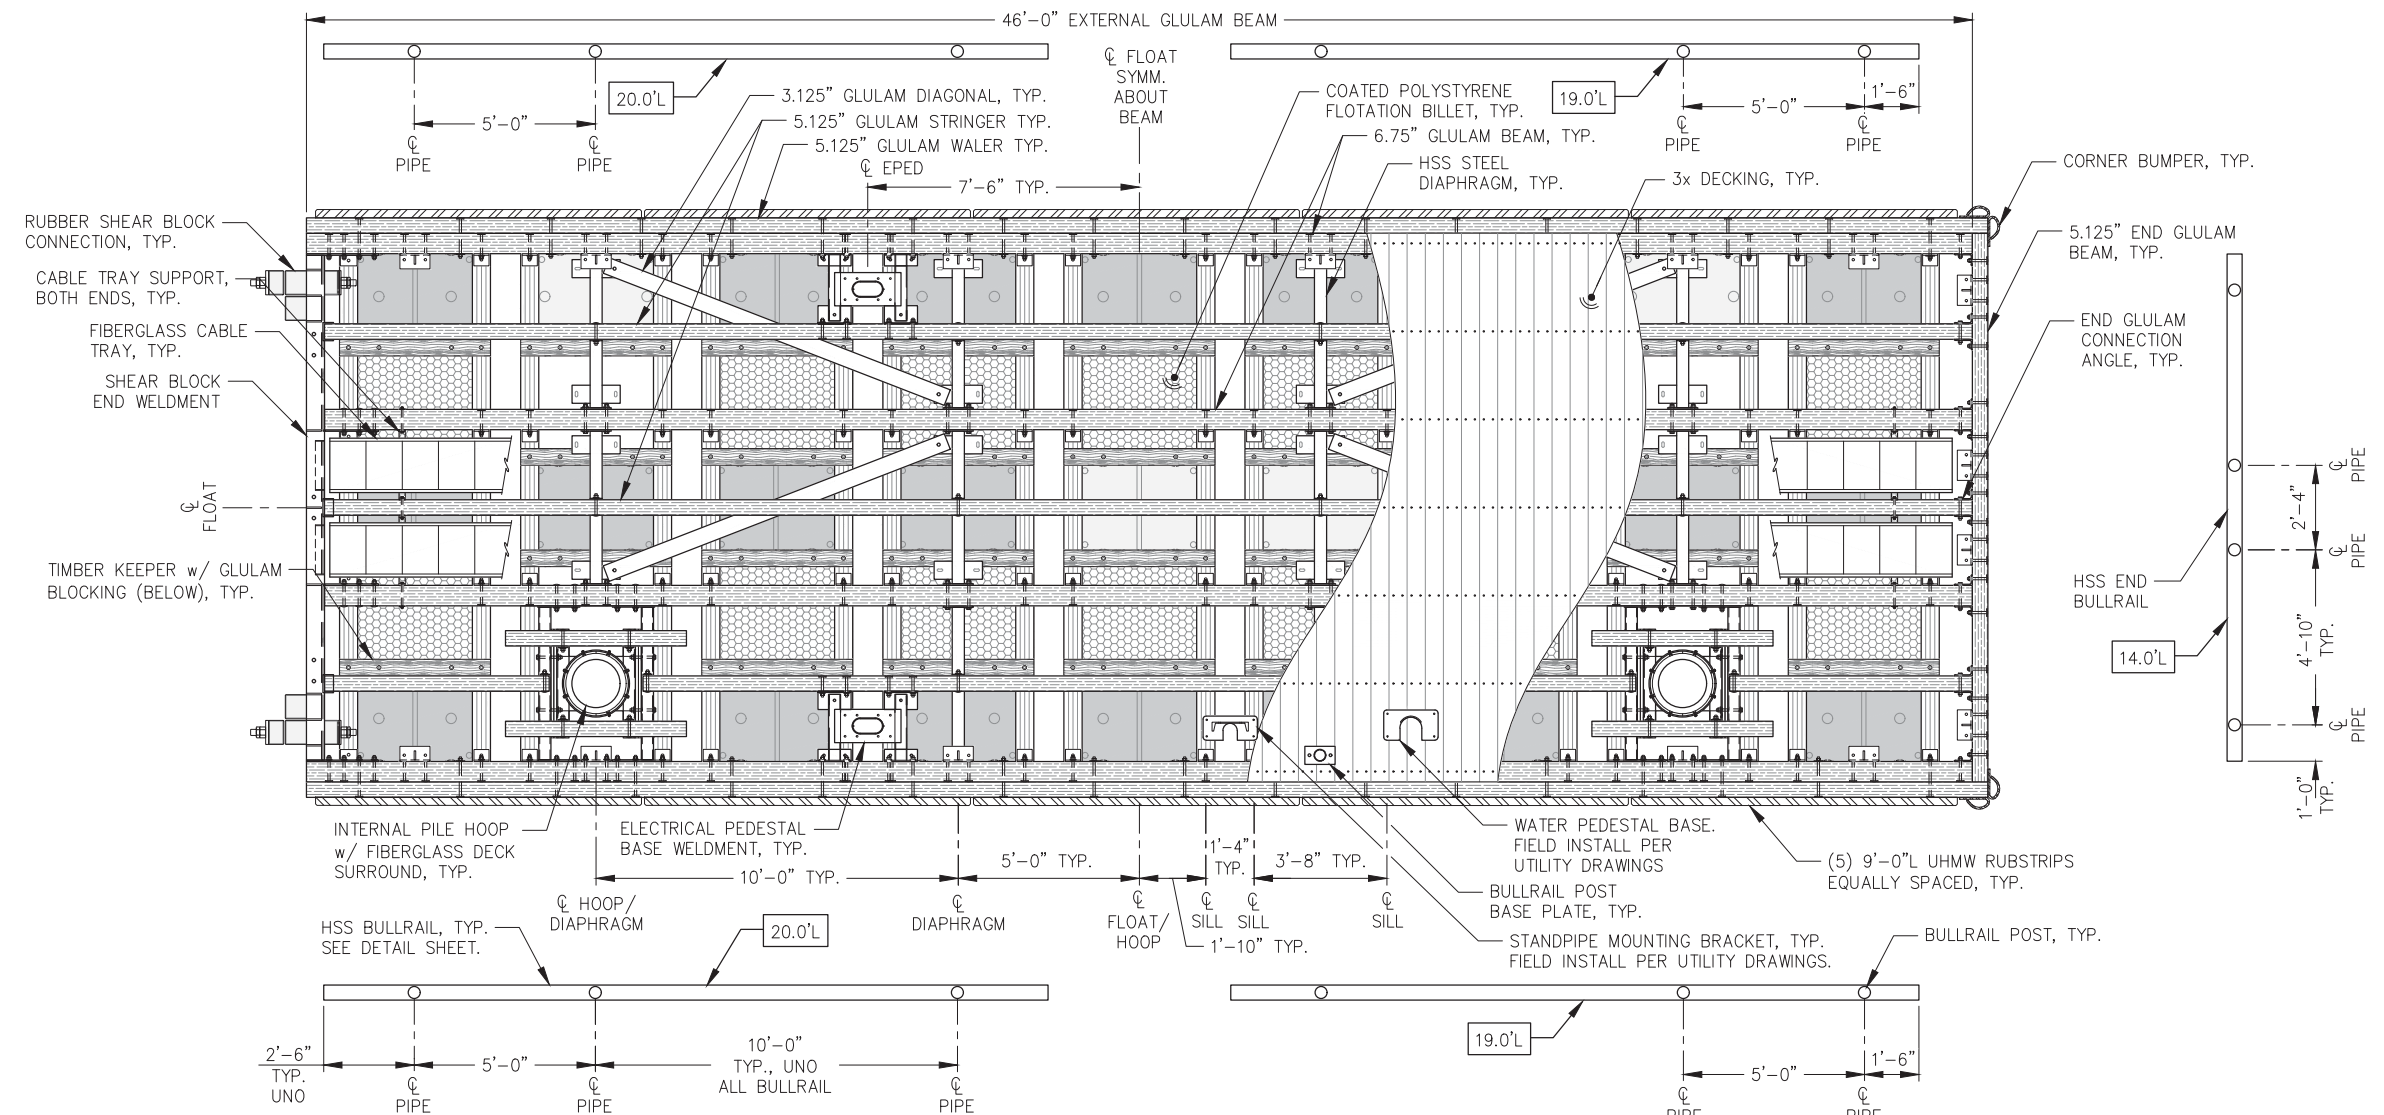 46'-0" EXTERNAL GLULAM BEAM
℄ FLOAT
SYMM.
ABOUT
BEAM
20.0'L
19.0'L
5'-0"
℄
PIPE
℄
PIPE
3.125" GLULAM DIAGONAL, TYP.
5.125" GLULAM STRINGER TYP.
5.125" GLULAM WALER TYP.
℄ EPED
7'-6" TYP.
COATED POLYSTYRENE
FLOTATION BILLET, TYP.
6.75" GLULAM BEAM, TYP.
HSS STEEL
DIAPHRAGM, TYP.
3x DECKING, TYP.
5'-0"
1'-6"
℄
PIPE
℄
PIPE
CORNER BUMPER, TYP.
5.125" END GLULAM
BEAM, TYP.
END GLULAM
CONNECTION
ANGLE, TYP.
RUBBER SHEAR BLOCK
CONNECTION, TYP.
CABLE TRAY SUPPORT,
BOTH ENDS, TYP.
FIBERGLASS CABLE
TRAY, TYP.
SHEAR BLOCK
END WELDMENT
℄
FLOAT
TIMBER KEEPER w/ GLULAM
BLOCKING (BELOW), TYP.
HSS END
BULLRAIL
14.0'L
℄
PIPE
2'-4"
℄
PIPE
4'-10"
TYP.
℄
PIPE
1'-0"
TYP.
INTERNAL PILE HOOP
w/ FIBERGLASS DECK
SURROUND, TYP.
ELECTRICAL PEDESTAL
BASE WELDMENT, TYP.
10'-0" TYP.
5'-0" TYP.
1'-4"
TYP.
3'-8" TYP.
WATER PEDESTAL BASE.
FIELD INSTALL PER
UTILITY DRAWINGS
(5) 9'-0"L UHMW RUBSTRIPS
EQUALLY SPACED, TYP.
℄ HOOP/
DIAPHRAGM
℄
DIAPHRAGM
℄
FLOAT/
HOOP
℄
SILL
℄
SILL
℄
SILL
1'-10" TYP.
BULLRAIL POST
BASE PLATE, TYP.
STANDPIPE MOUNTING BRACKET, TYP.
FIELD INSTALL PER UTILITY DRAWINGS.
BULLRAIL POST, TYP.
HSS BULLRAIL, TYP.
SEE DETAIL SHEET.
20.0'L
19.0'L
2'-6"
TYP.
UNO
5'-0"
10'-0"
TYP., UNO
ALL BULLRAIL
℄
PIPE
℄
PIPE
℄
PIPE
5'-0"
1'-6"
℄
PIPE
℄
PIPE